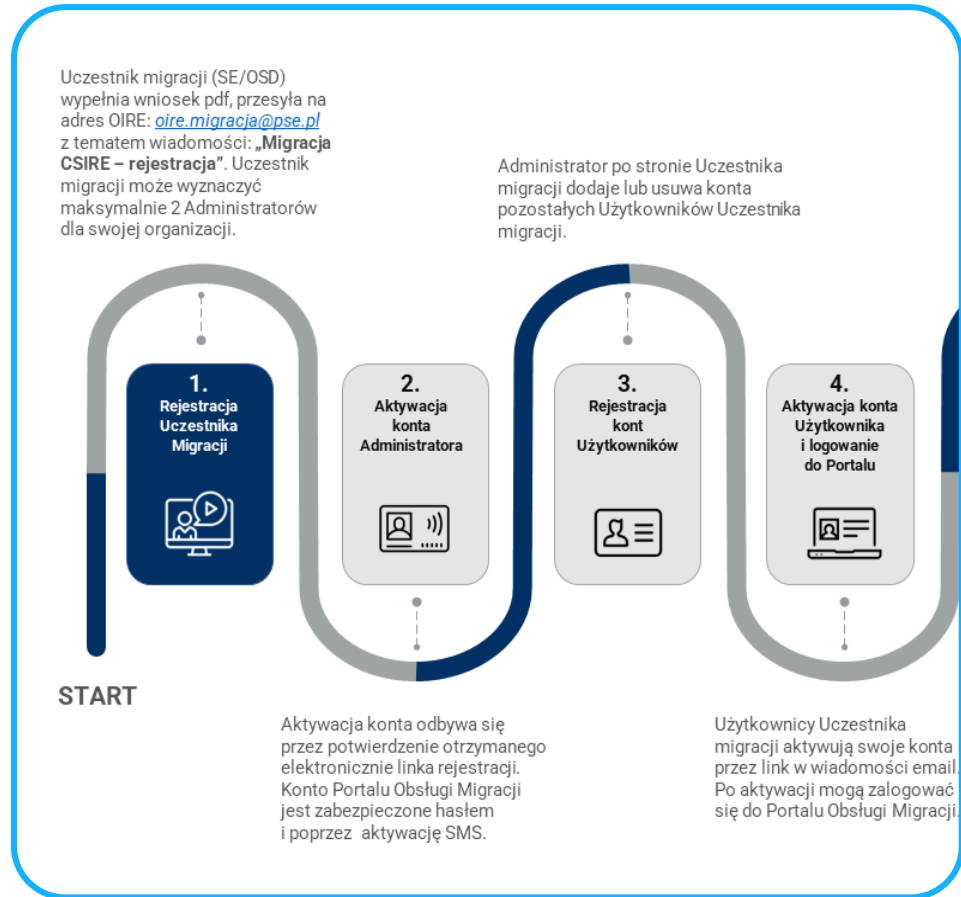 Uczestnik migracji (SE/OSD)
wypełnia wniosek pdf, przesyła na
adres OIRE: oire.migracja@pse.pl
z tematem wiadomości: „Migracja
CSIRE – rejestracja”. Uczestnik
migracji może wyznaczyć
maksymalnie 2 Administratorów
dla swojej organizacji.
Administrator po stronie Uczestnika
migracji dodaje lub usuwa konta
pozostałych Użytkowników Uczestnika
migracji.
1.
Rejestracja
Uczestnika
Migracji
2.
Aktywacja
konta
Administratora
3.
Rejestracja
kont
Użytkowników
4.
Aktywacja konta
Użytkownika
i logowanie
do Portalu
START
Aktywacja konta odbywa się
przez potwierdzenie otrzymanego
elektronicznie linka rejestracji.
Konto Portalu Obsługi Migracji
jest zabezpieczone hasłem
i poprzez aktywację SMS.
Użytkownicy Uczestnika
migracji aktywują swoje konta
przez link w wiadomości email.
Po aktywacji mogą zalogować
się do Portalu Obsługi Migracji.